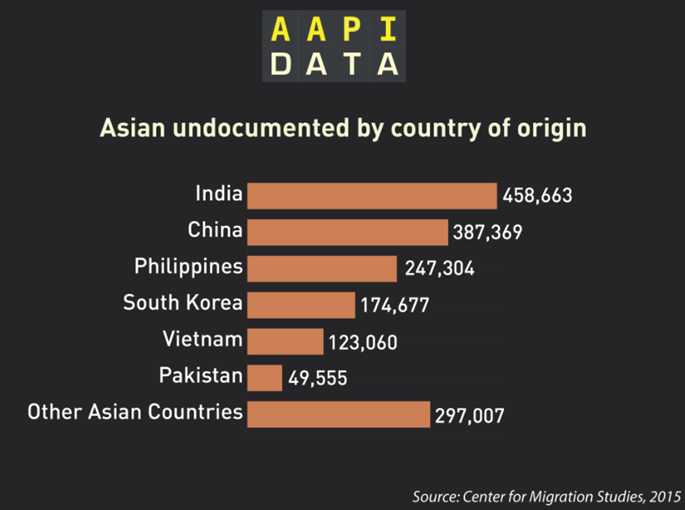 AAPI
DATA
Asian undocumented by country of origin
India 458,663
China 387,369
Philippines 247,304
South Korea 174,677
Vietnam 123,060
Pakistan 49,555
Other Asian Countries 297,007
Source: Center for Migration Studies, 2015